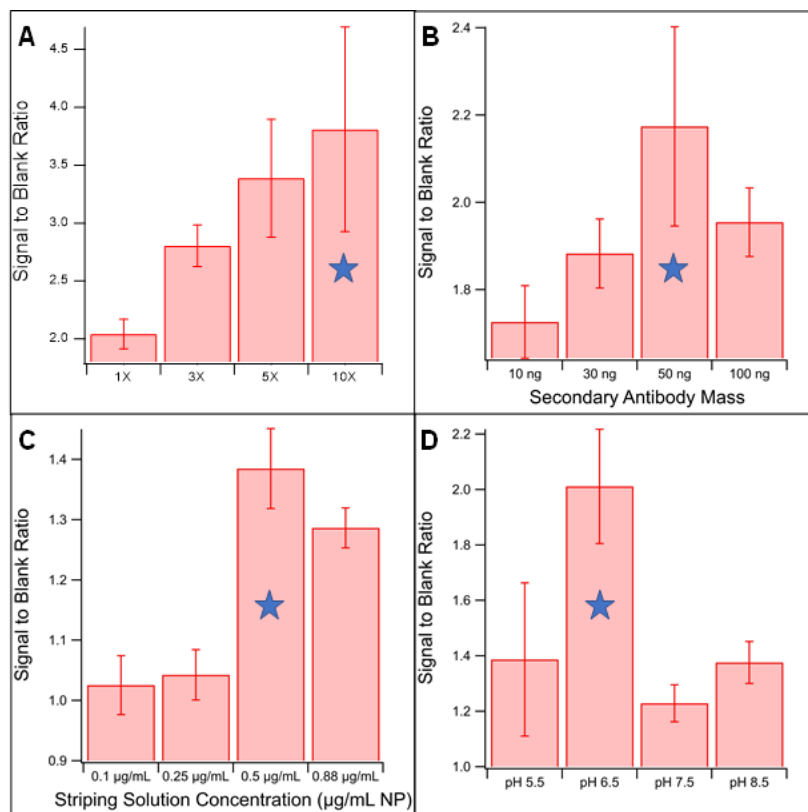 A
Signal to Blank Ratio
4.5
4.0
3.5
3.0
2.5
2.0
1X 3X 5X 10X
B
Signal to Blank Ratio
2.4
2.2
2.0
1.8
10 ng 30 ng 50 ng 100 ng
Secondary Antibody Mass
C
Signal to Blank Ratio
1.4
1.3
1.2
1.1
1.0
0.9
0.1 µg/mL 0.25 µg/mL 0.5 µg/mL 0.88 µg/mL
Striping Solution Concentration (µg/mL NP)
D
Signal to Blank Ratio
2.2
2.0
1.8
1.6
1.4
1.2
1.0
pH 5.5 pH 6.5 pH 7.5 pH 8.5